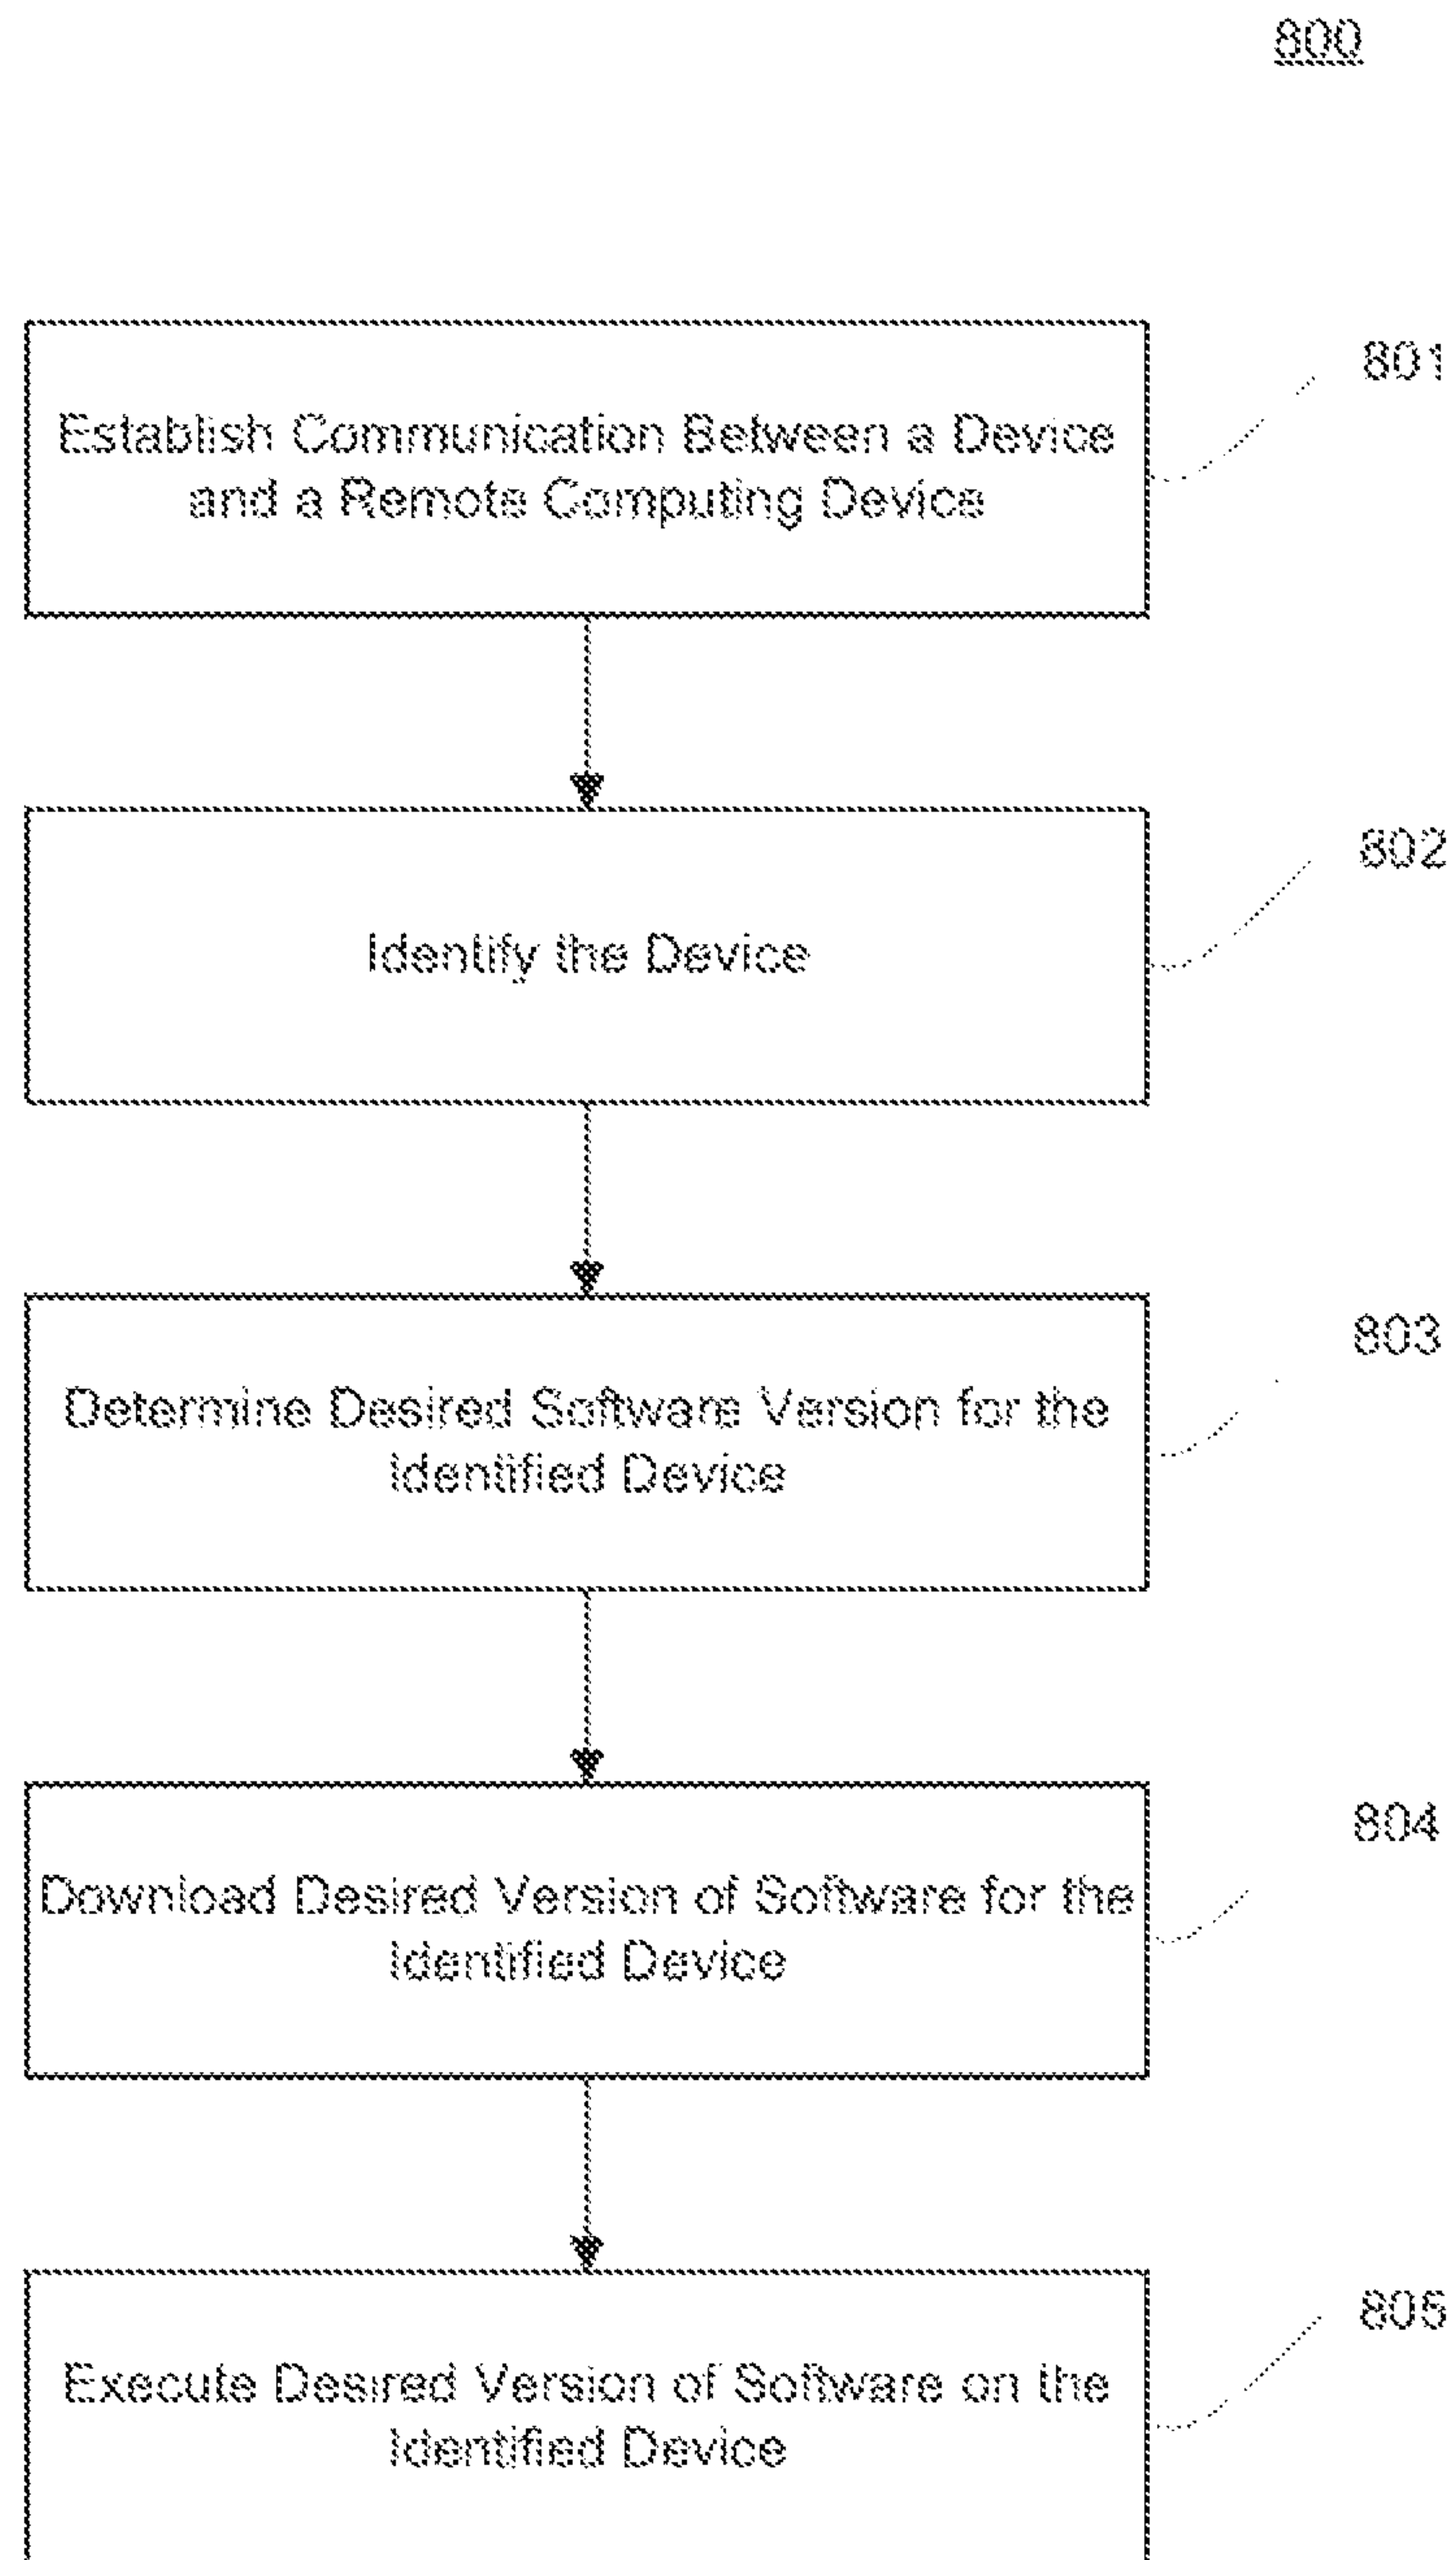 800
Establish Communication Between a Device
and a Remote Computing Device
801
Identify the Device
802
Determine Desired Software Version for the
Identified Device
803
Download Desired Version of Software for the
Identified Device
804
Execute Desired Version of Software on the
Identified Device
805